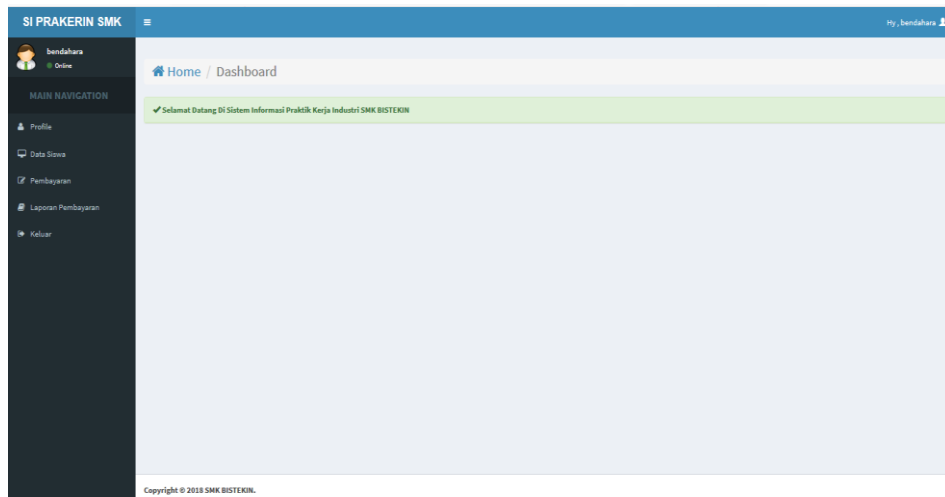 SI PRAKERIN SMK
Hy , bendahara
bendahara
Online
Home / Dashboard
MAIN NAVIGATION
Selamat Datang Di Sistem Informasi Praktik Kerja Industri SMK BISTEKIN
Profile
Data Siswa
Pembayaran
Laporan Pembayaran
Keluar
Copyright © 2018 SMK BISTEKIN.